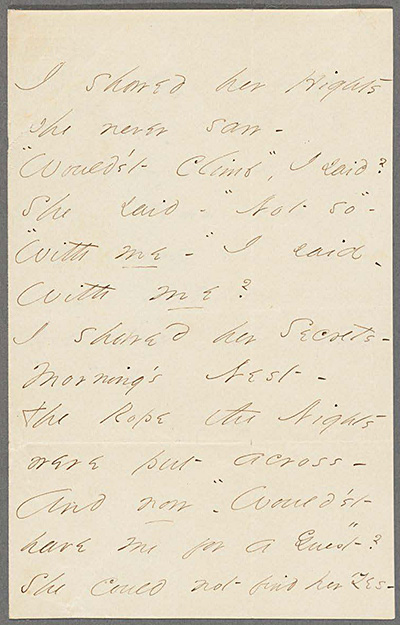 I showed her Hights
she never saw -
"Would'st Climb", I said?
She said - "Not so" -
"With me -" I said -
With me?
I showed her Secrets -
Morning's Nest -
The Rope the Nights
were put across -
And now - "Would'st
have me for a Guest"?
She could not find her Yes -